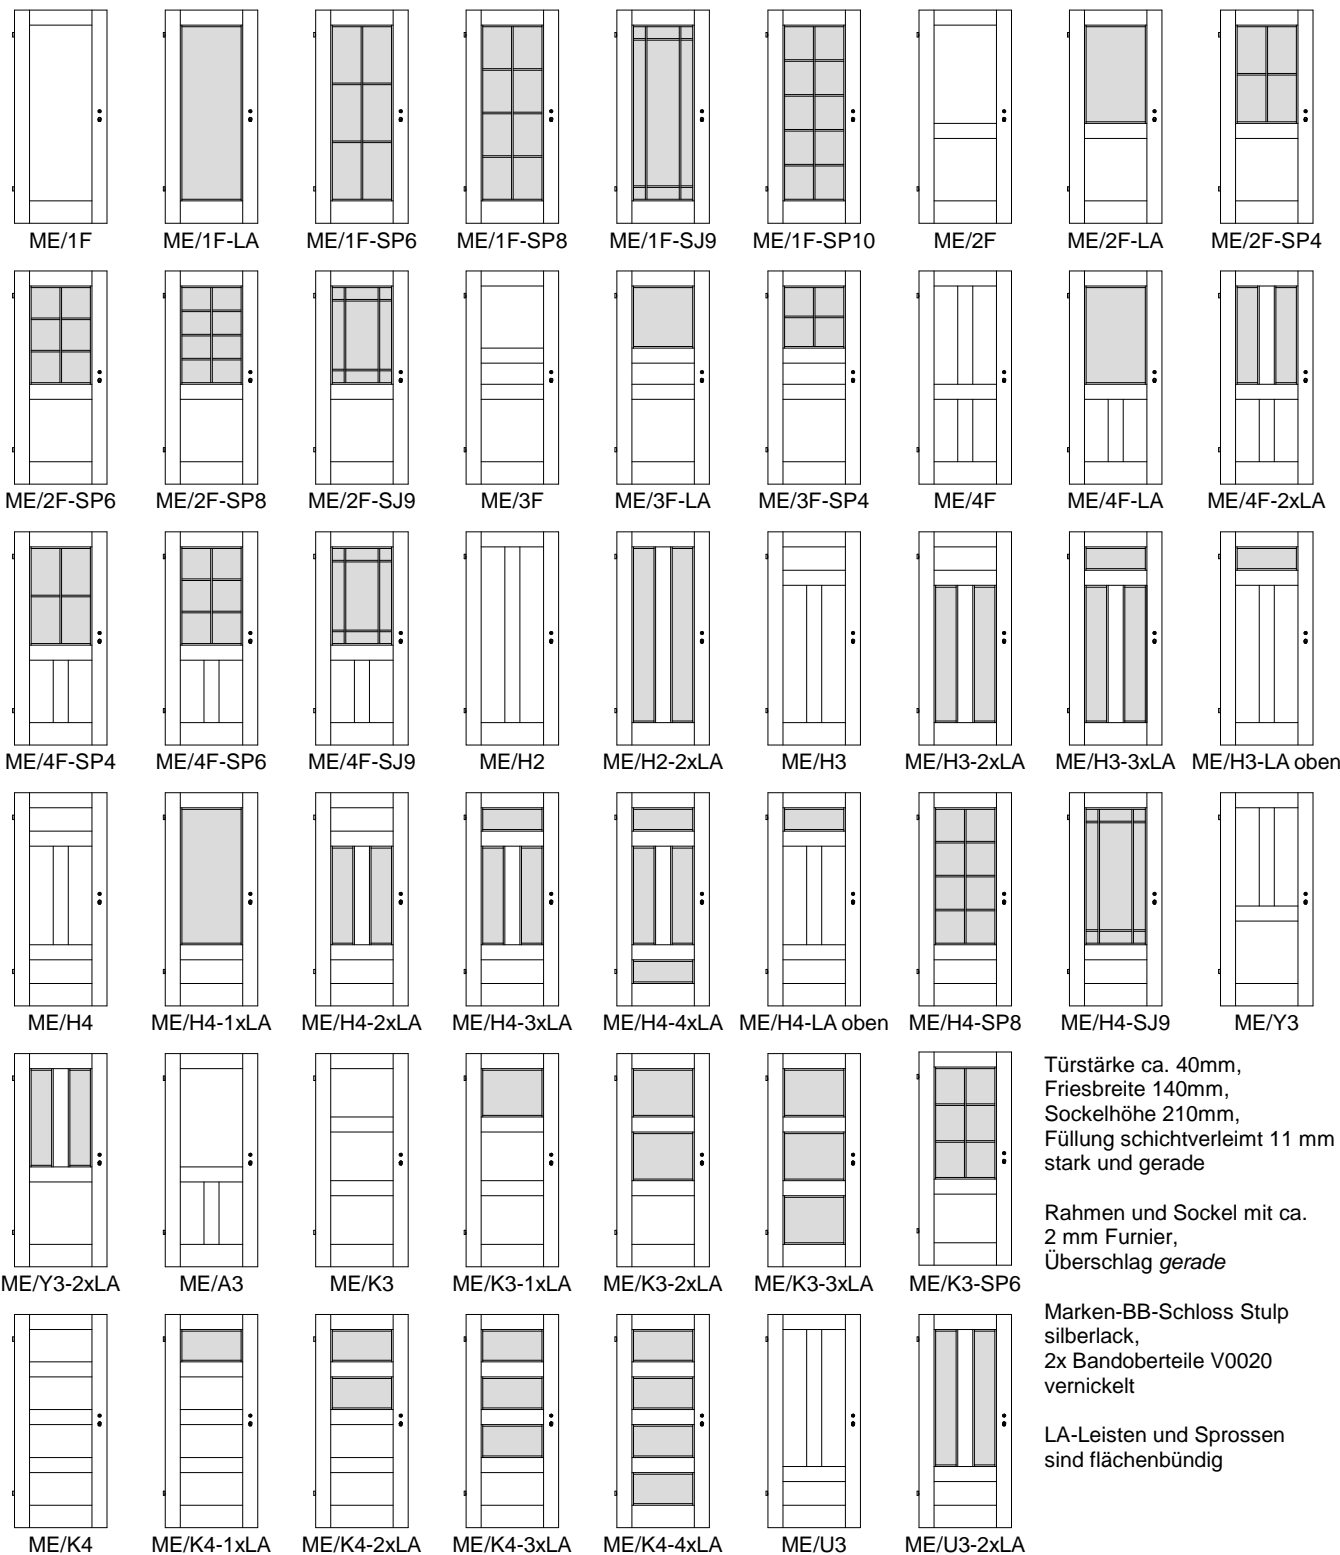 ME/1F ME/1F-LA ME/1F-SP6 ME/1F-SP8 ME/1F-SJ9 ME/1F-SP10 ME/2F ME/2F-LA ME/2F-SP4
ME/2F-SP6 ME/2F-SP8 ME/2F-SJ9 ME/3F ME/3F-LA ME/3F-SP4 ME/4F ME/4F-LA ME/4F-2xLA
ME/4F-SP4 ME/4F-SP6 ME/4F-SJ9 ME/H2 ME/H2-2xLA ME/H3 ME/H3-2xLA ME/H3-3xLA ME/H3-LA oben
ME/H4 ME/H4-1xLA ME/H4-2xLA ME/H4-3xLA ME/H4-4xLA ME/H4-LA oben ME/H4-SP8 ME/H4-SJ9 ME/Y3
ME/Y3-2xLA ME/A3 ME/K3 ME/K3-1xLA ME/K3-2xLA ME/K3-3xLA ME/K3-SP6
Türstärke ca. 40mm,
Friesbreite 140mm,
Sockelhöhe 210mm,
Füllung schichtverleimt 11 mm
stark und gerade
Rahmen und Sockel mit ca.
2 mm Furnier,
Überschlag gerade
Marken-BB-Schloss Stulp
silberlack,
2x Bandoberteile V0020
vernickelt
LA-Leisten und Sprossen
sind flächenbündig
ME/K4 ME/K4-1xLA ME/K4-2xLA ME/K4-3xLA ME/K4-4xLA ME/U3 ME/U3-2xLA